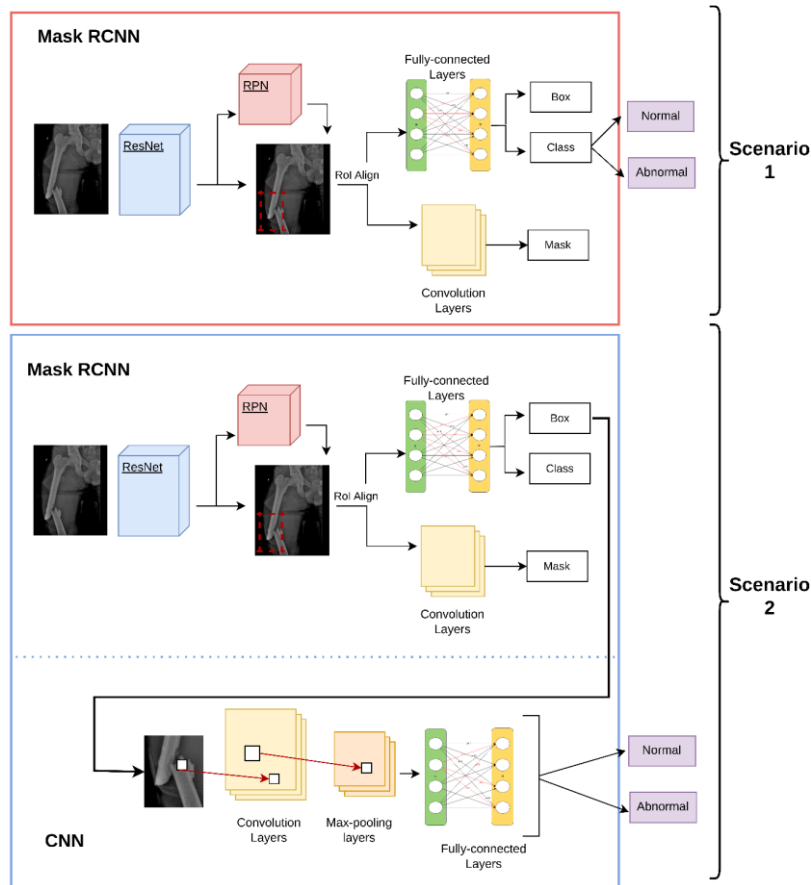 Mask RCNN
Fully-connected
Layers
RPN
Box
Normal
ResNet
Class
Scenario
1
RoI Align
Abnormal
Mask
Convolution
Layers
Mask RCNN
Fully-connected
Layers
RPN
Box
ResNet
Class
RoI Align
Mask
Scenario
2
Convolution
Layers
Normal
Abnormal
Convolution
Layers
Max-pooling
layers
CNN
Fully-connected
Layers